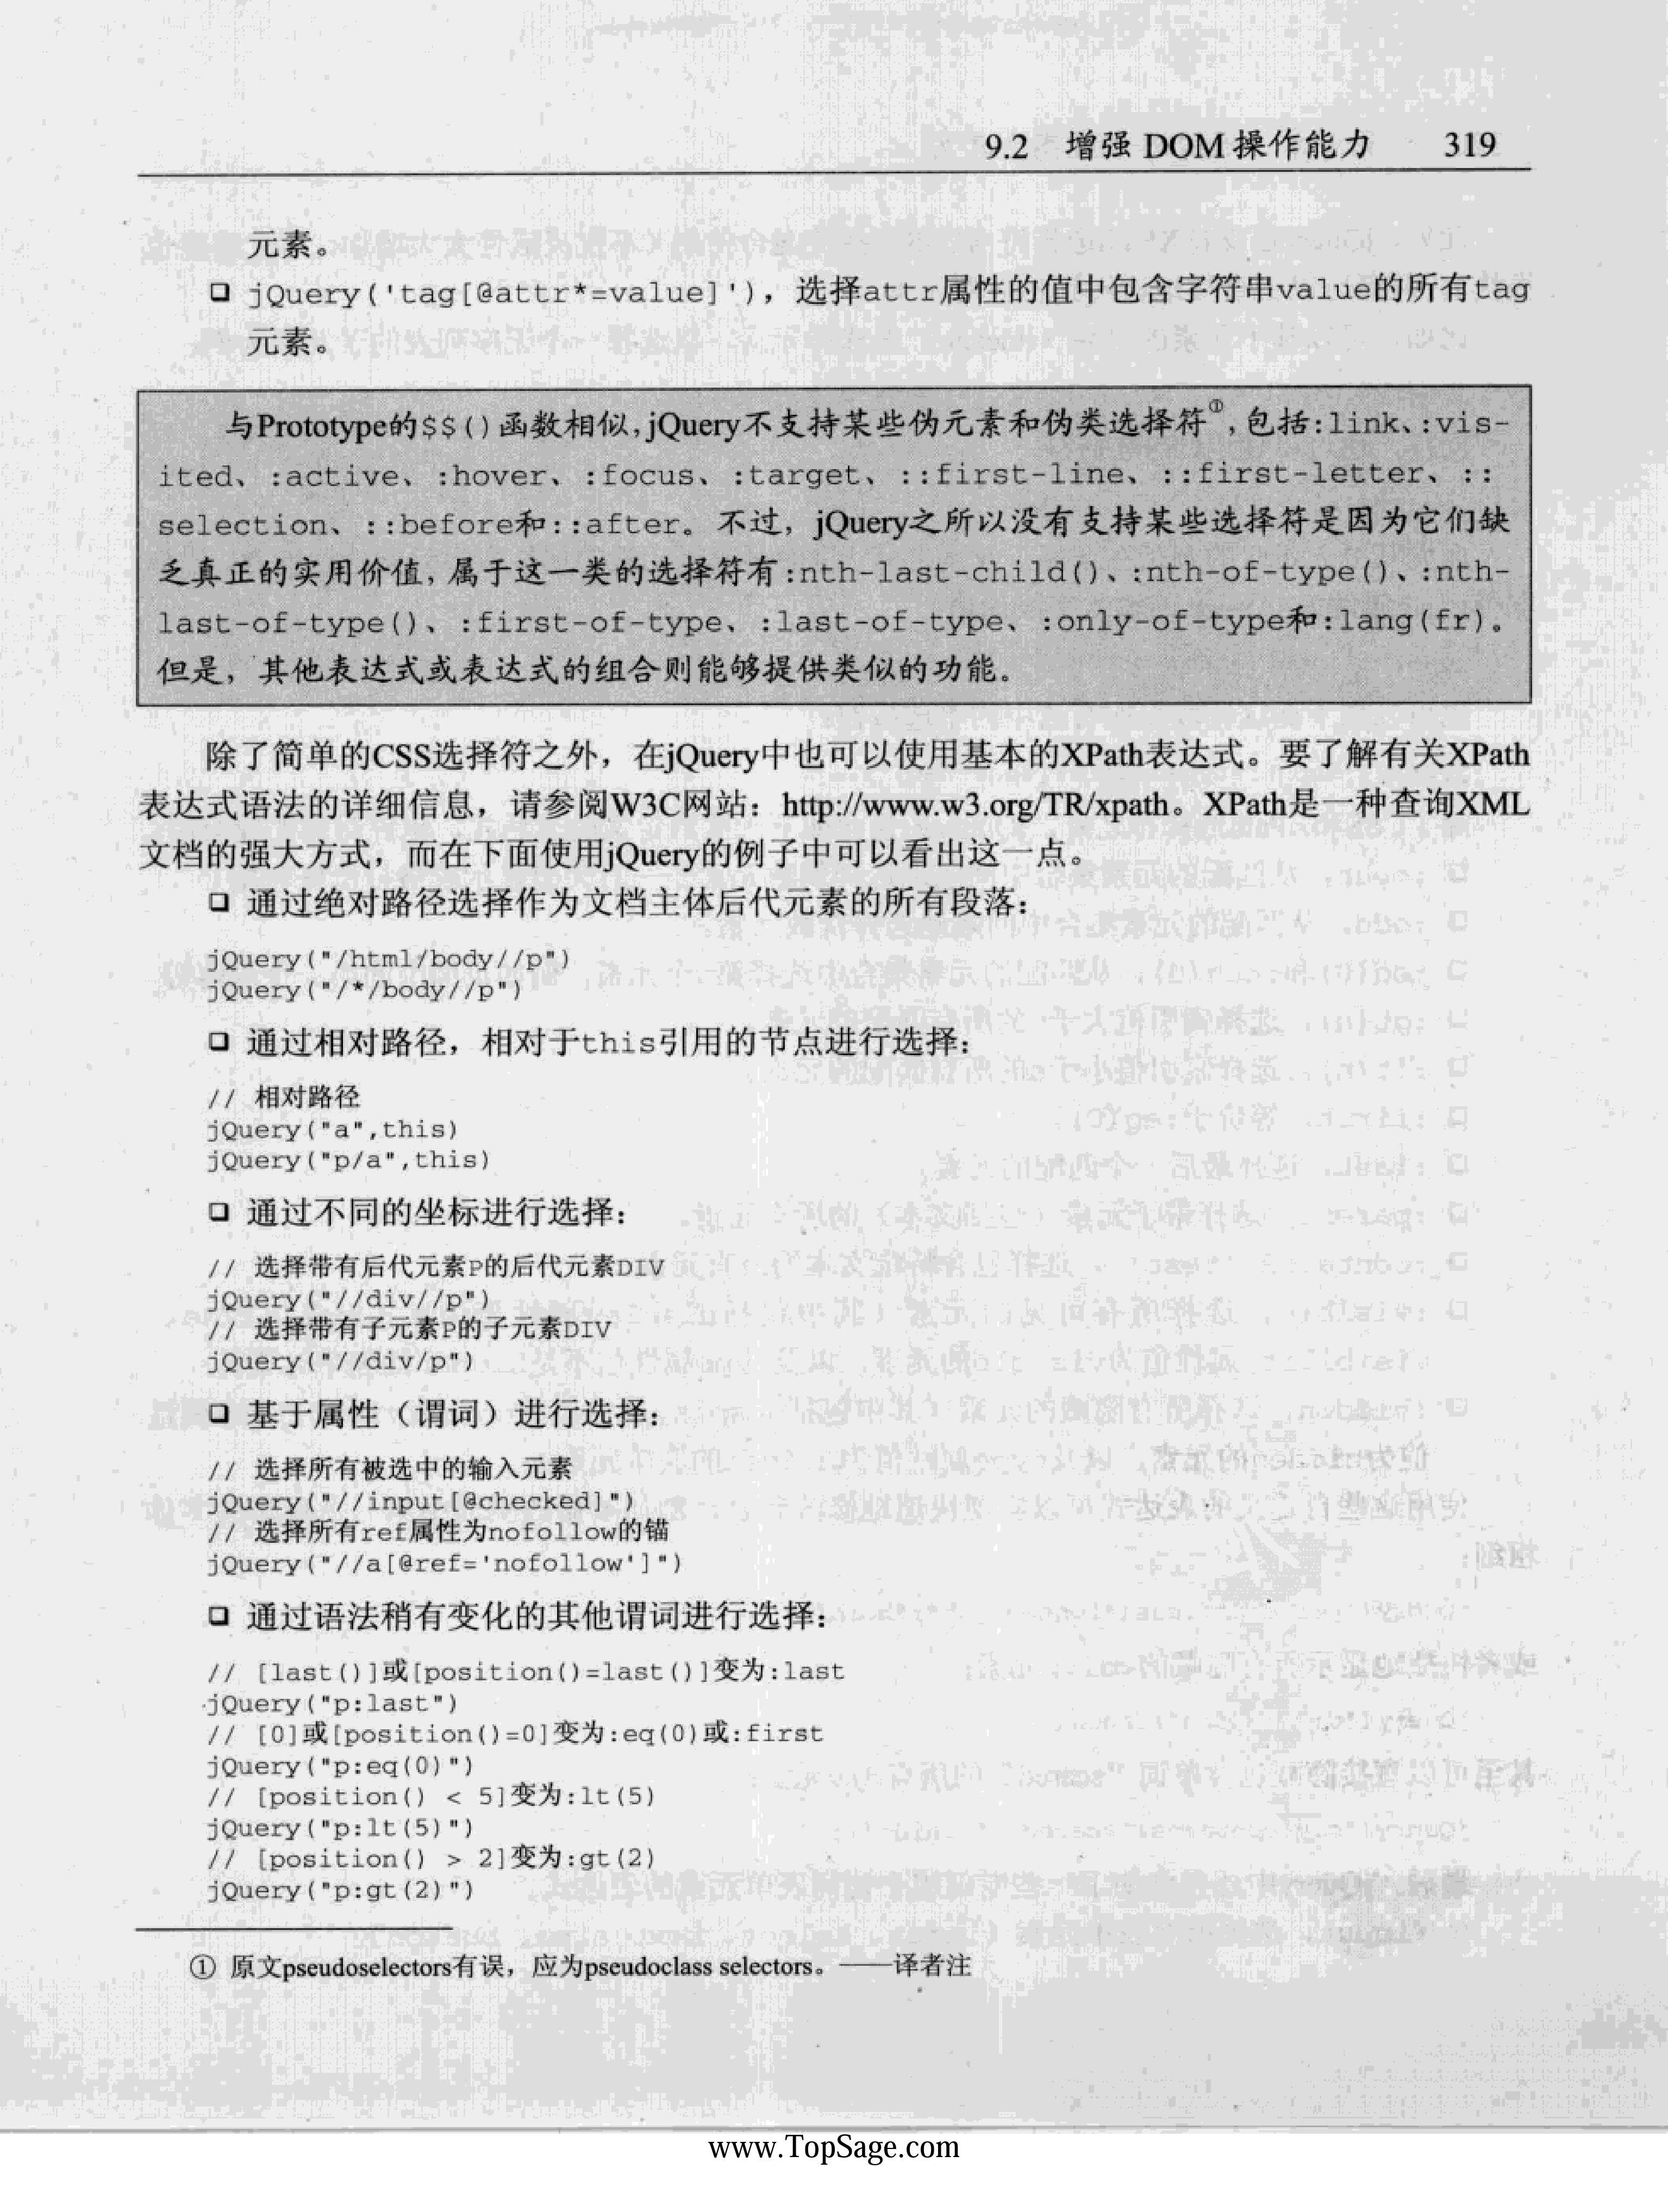 9.2 增强 DOM 操作能力 319
元素。
❑ jQuery('tag[@attr*=value]')，选择attr属性的值中包含字符串value的所有tag
元素。
与Prototype的$$()函数相似，jQuery不支持某些伪元素和伪类选择符①，包括:link、:vis-
ited、:active、:hover、:focus、:target、::first-line、::first-letter、::
selection、::before和::after。不过，jQuery之所以没有支持某些选择符是因为它们缺
乏真正的实用价值，属于这一类的选择符有:nth-last-child()、:nth-of-type()、:nth-
last-of-type()、:first-of-type、:last-of-type、:only-of-type和:lang(fr)。
但是，其他表达式或表达式的组合则能够提供类似的功能。
除了简单的CSS选择符之外，在jQuery中也可以使用基本的XPath表达式。要了解有关XPath
表达式语法的详细信息，请参阅W3C网站：http://www.w3.org/TR/xpath。XPath是一种查询XML
文档的强大方式，而在下面使用jQuery的例子中可以看出这一点。
❑ 通过绝对路径选择作为文档主体后代元素的所有段落：
jQuery("/html/body//p")
jQuery("/*/body//p")
❑ 通过相对路径，相对于this引用的节点进行选择：
// 相对路径
jQuery("a",this)
jQuery("p/a",this)
❑ 通过不同的坐标进行选择：
// 选择带有后代元素P的后代元素DIV
jQuery("//div//p")
// 选择带有子元素P的子元素DIV
jQuery("//div/p")
❑ 基于属性（谓词）进行选择：
// 选择所有被选中的输入元素
jQuery("//input[@checked]")
// 选择所有ref属性为nofollow的锚
jQuery("//a[@ref='nofollow']")
❑ 通过语法稍有变化的其他谓词进行选择：
// [last()]或[position()=last()]变为:last
jQuery("p:last")
// [0]或[position()=0]变为:eq(0)或:first
jQuery("p:eq(0)")
// [position() < 5]变为:lt(5)
jQuery("p:lt(5)")
// [position() > 2]变为:gt(2)
jQuery("p:gt(2)")
① 原文pseudoselectors有误，应为pseudoclass selectors。——译者注
www.TopSage.com